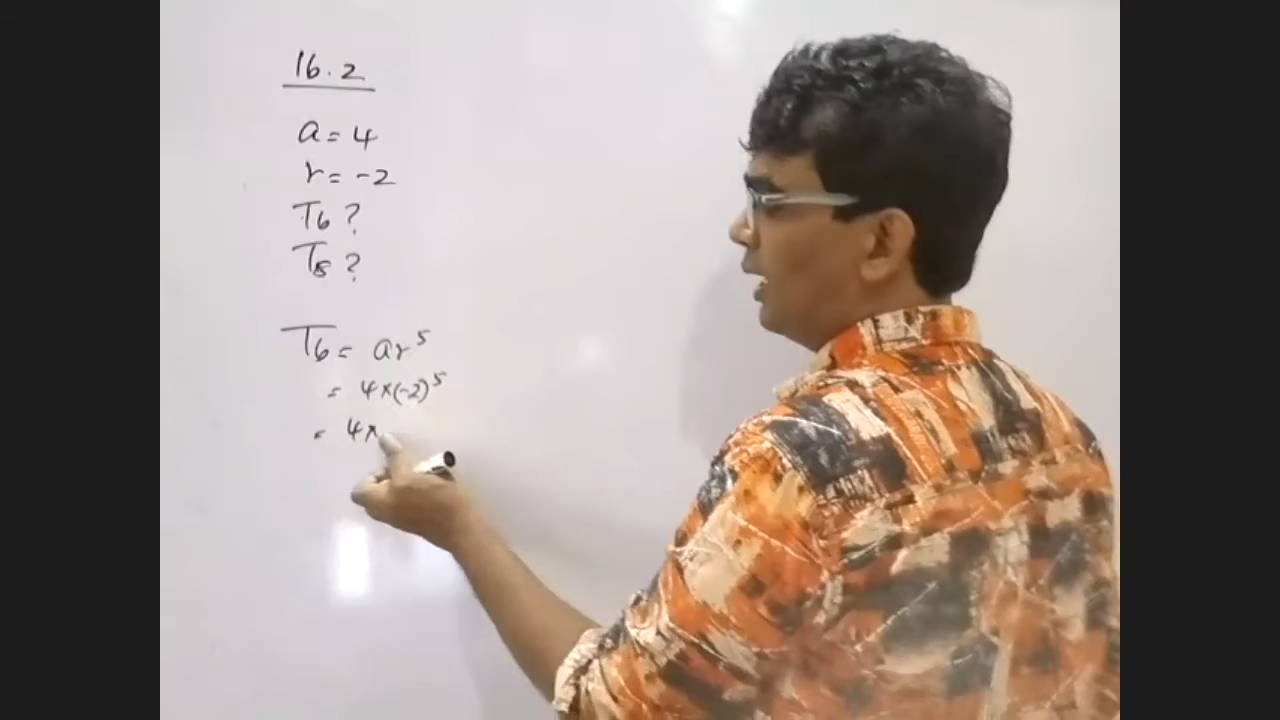 16.2
a = 4
r = -2
T6 ?
T8 ?
T6 = ar⁵
= 4×(-2)⁵
= 4×